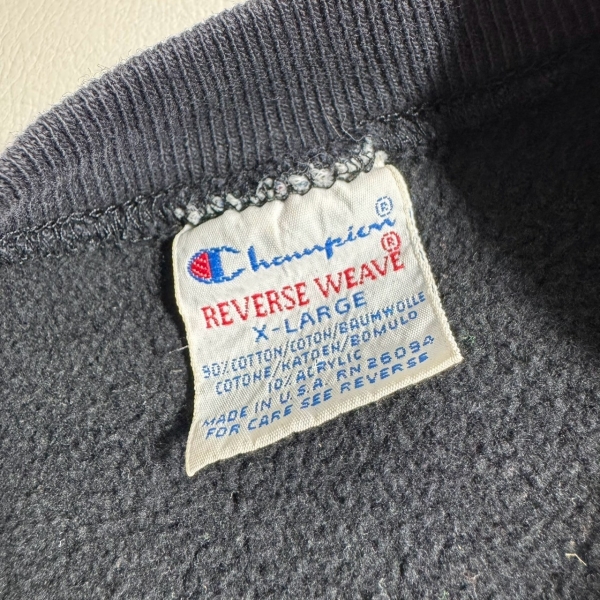 Champion®
REVERSE WEAVE®
X-LARGE
90% COTTON/COTON/BAUMWOLLE
COTONE/KATOEN/BOMULD
10% ACRYLIC
MADE IN U.S.A. RN 26094
FOR CARE SEE REVERSE